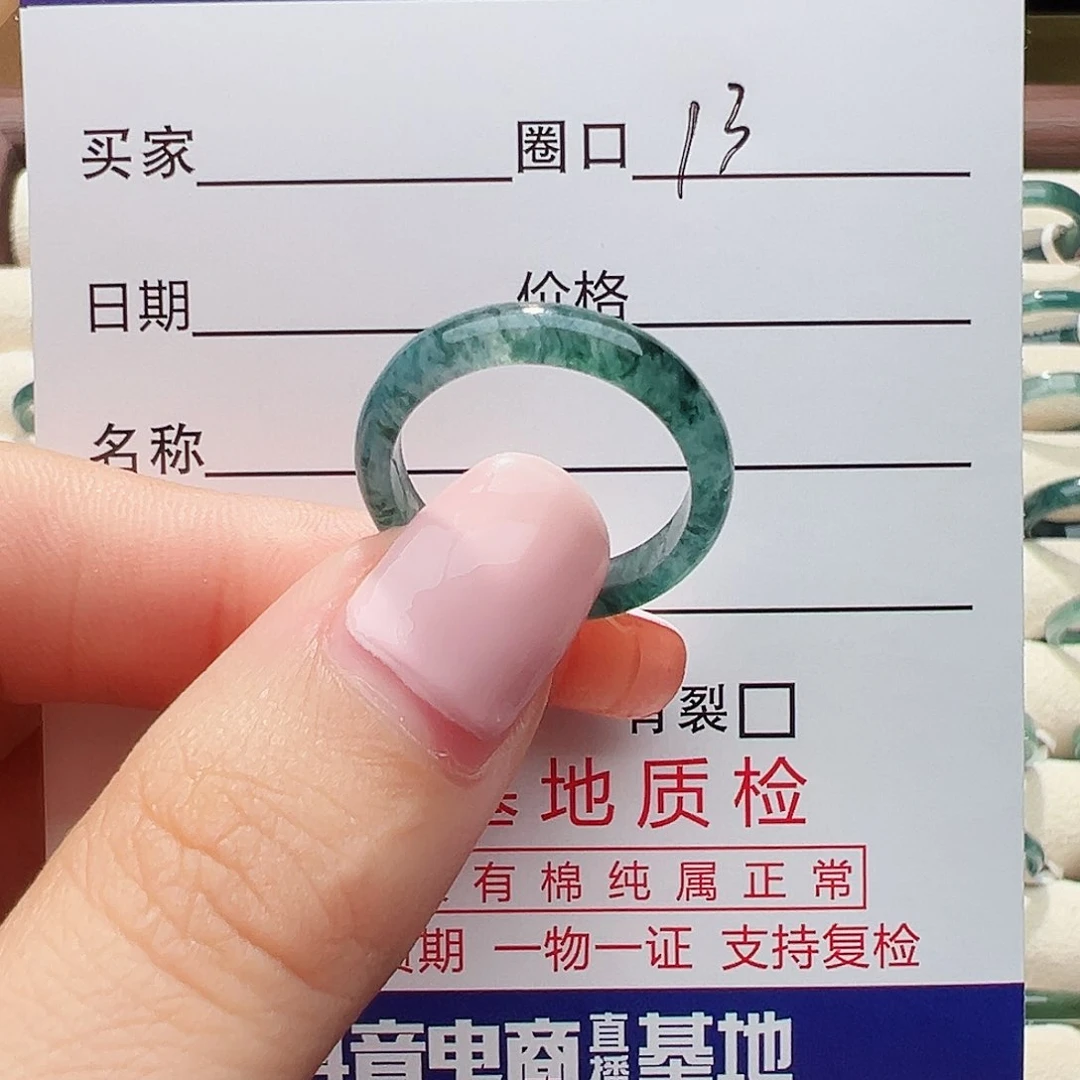 买家 圈口 13
日期 价格
名称
有裂
地质检
有棉纯属正常
期 一物一证 支持复检
音电商直播基地